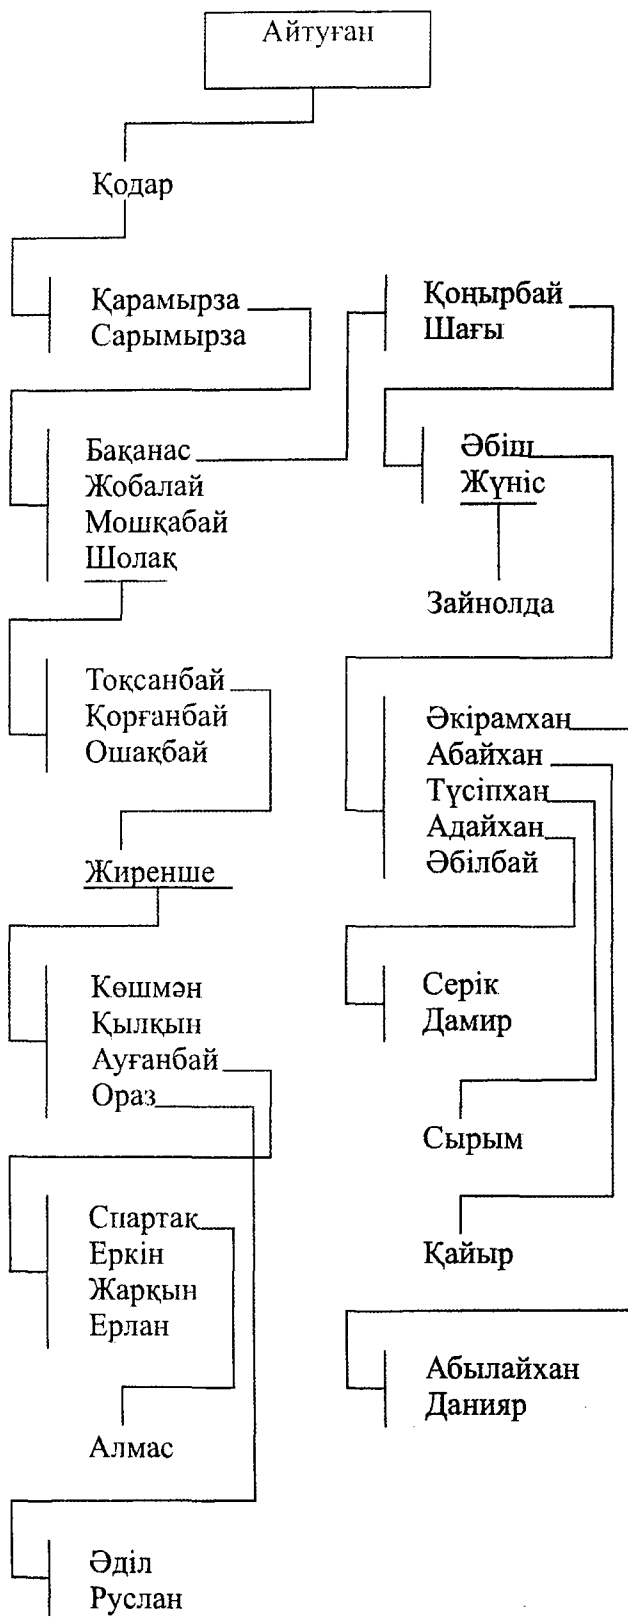 Айтуған
Қодар
Қарамырза
Сарымырза
Бақанас
Жобалай
Мошқабай
Шолақ
Тоқсанбай
Қорғанбай
Ошақбай
Жиренше
Көшмән
Қылқын
Ауғанбай
Ораз
Спартак
Еркін
Жарқын
Ерлан
Алмас
Әділ
Руслан
Қоңырбай
Шағы
Әбіш
Жүніс
Зайнолда
Әкірамхан
Абайхан
Түсіпхан
Адайхан
Әбілбай
Серік
Дамир
Сырым
Қайыр
Абылайхан
Данияр